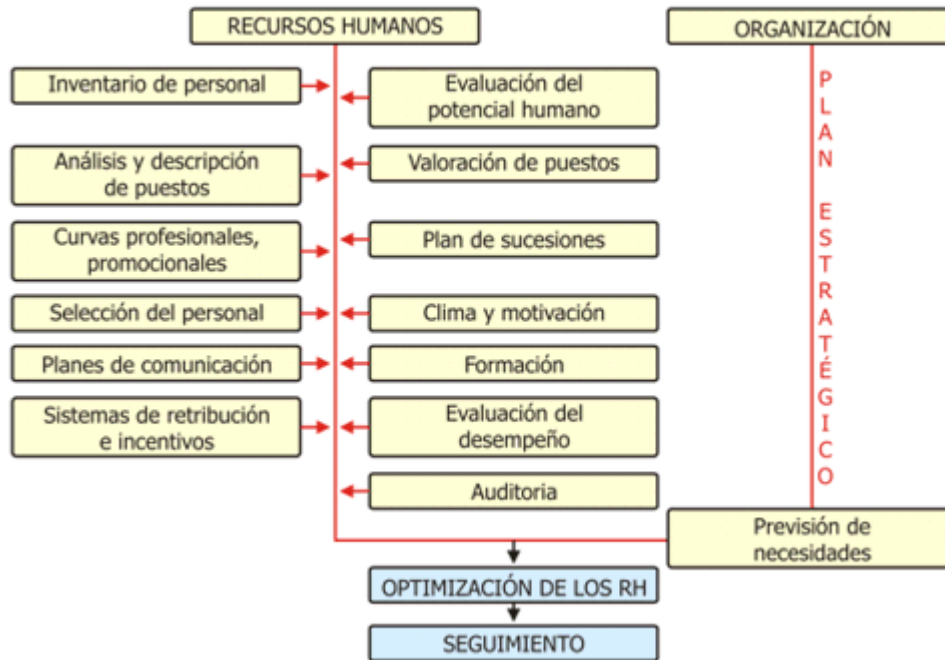 RECURSOS HUMANOS
ORGANIZACIÓN
Inventario de personal
Evaluación del
potencial humano
Análisis y descripción
de puestos
Valoración de puestos
Curvas profesionales,
promocionales
Plan de sucesiones
Selección del personal
Clima y motivación
Planes de comunicación
Formación
Sistemas de retribución
e incentivos
Evaluación del
desempeño
Auditoria
PLAN ESTRATÉGICO
Previsión de
necesidades
OPTIMIZACIÓN DE LOS RH
SEGUIMIENTO